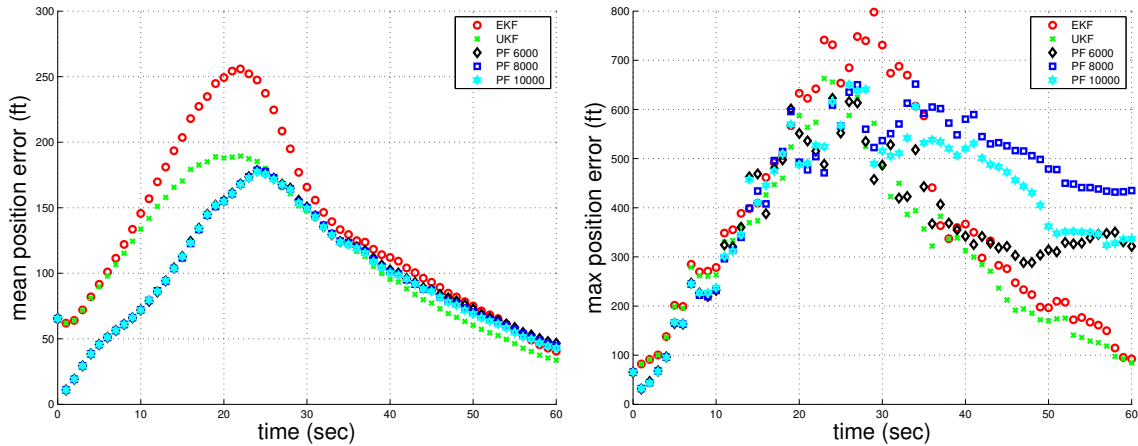 300
250
200
150
100
50
0
mean position error (ft)
0 10 20 30 40 50 60
time (sec)
EKF
UKF
PF 6000
PF 8000
PF 10000
800
700
600
500
400
300
200
100
0
max position error (ft)
0 10 20 30 40 50 60
time (sec)
EKF
UKF
PF 6000
PF 8000
PF 10000